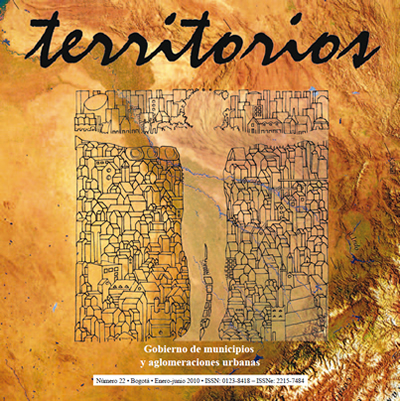 territorios
Gobierno de municipios
y aglomeraciones urbanas
Número 22 • Bogotá • Enero-junio 2010 • ISSN: 0123-8418 – ISSNe: 2215-7484